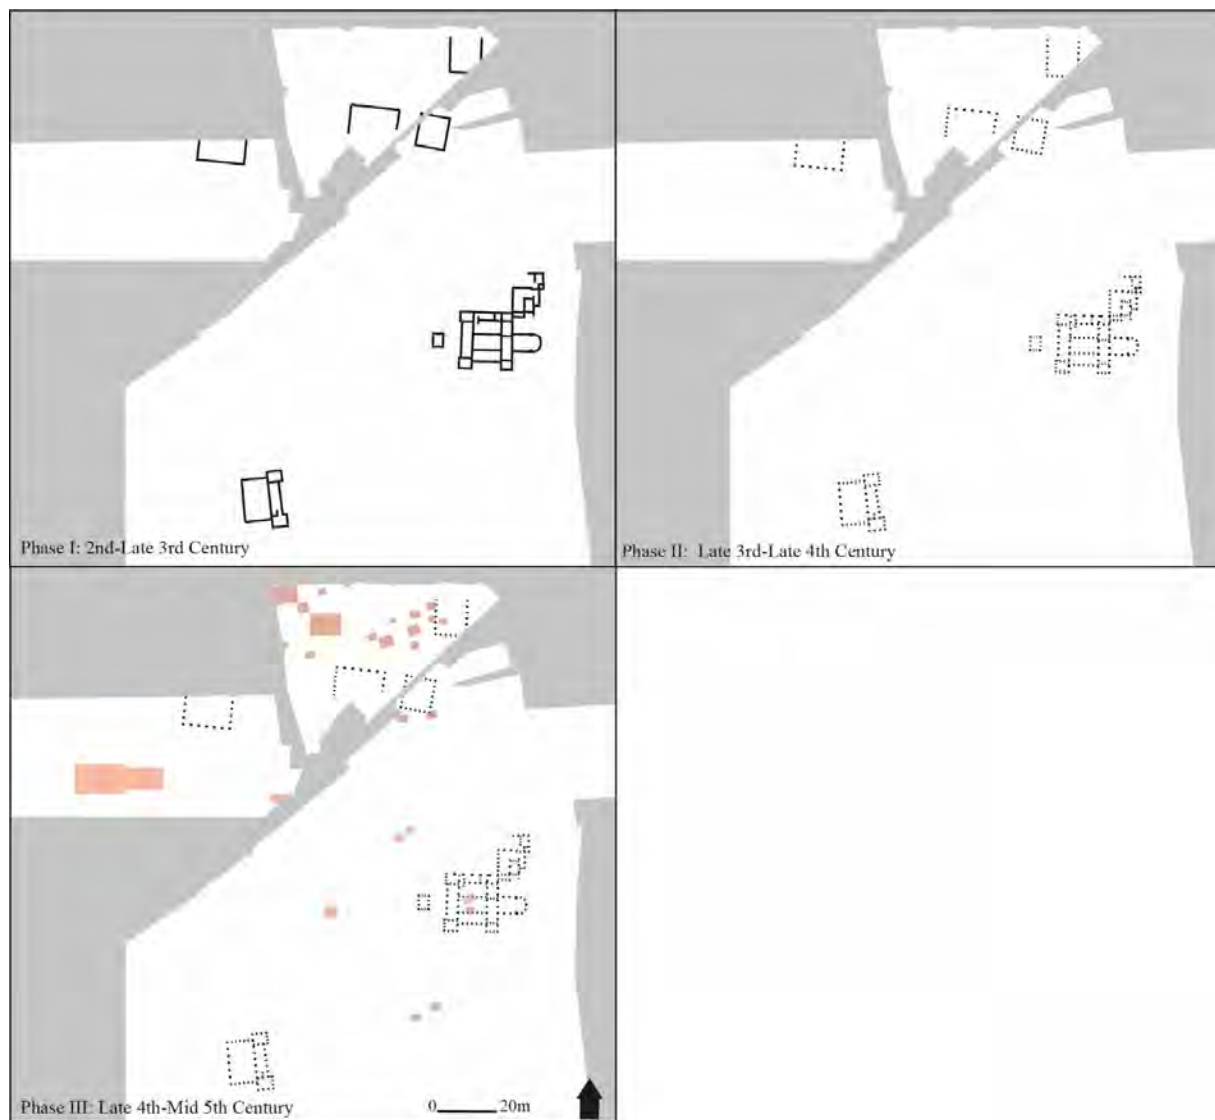 Phase I: 2nd-Late 3rd Century
Phase II: Late 3rd-Late 4th Century
Phase III: Late 4th-Mid 5th Century
0 20m